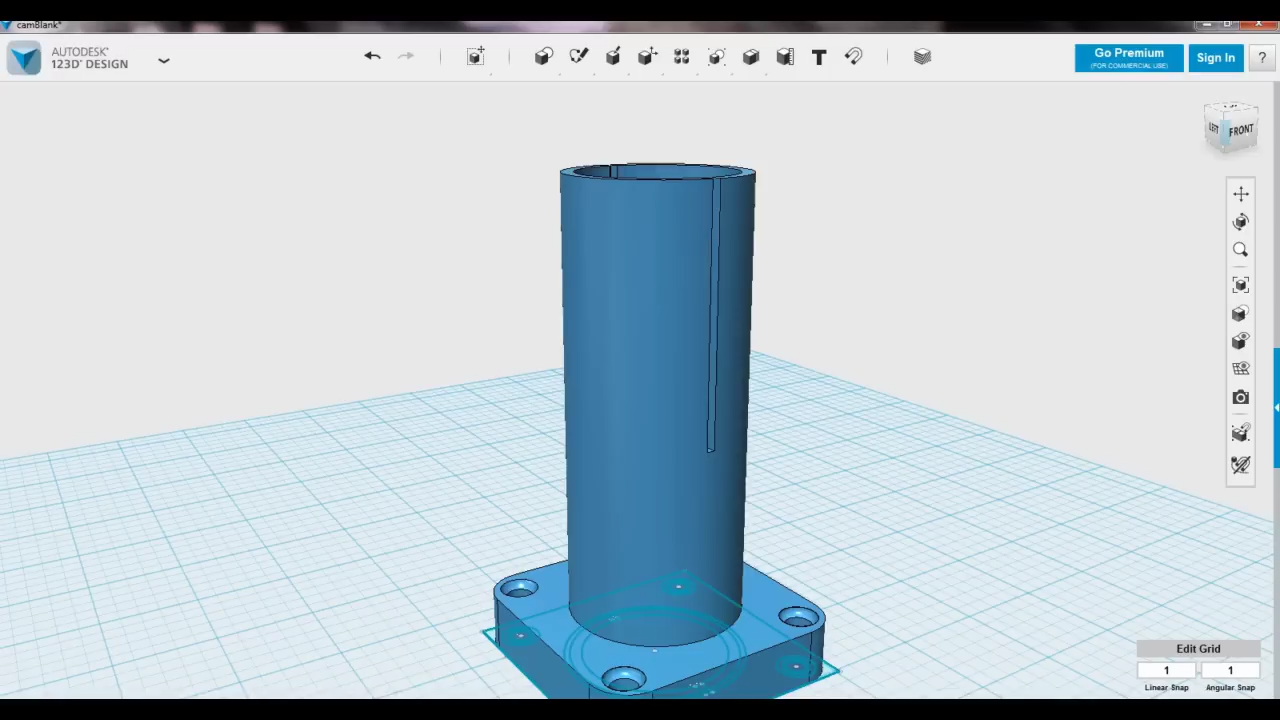 camBlank*
AUTODESK®
123D® DESIGN
T
Go Premium
(FOR COMMERCIAL USE)
Sign In
?
LEFT
FRONT
Edit Grid
1
1
Linear Snap
Angular Snap